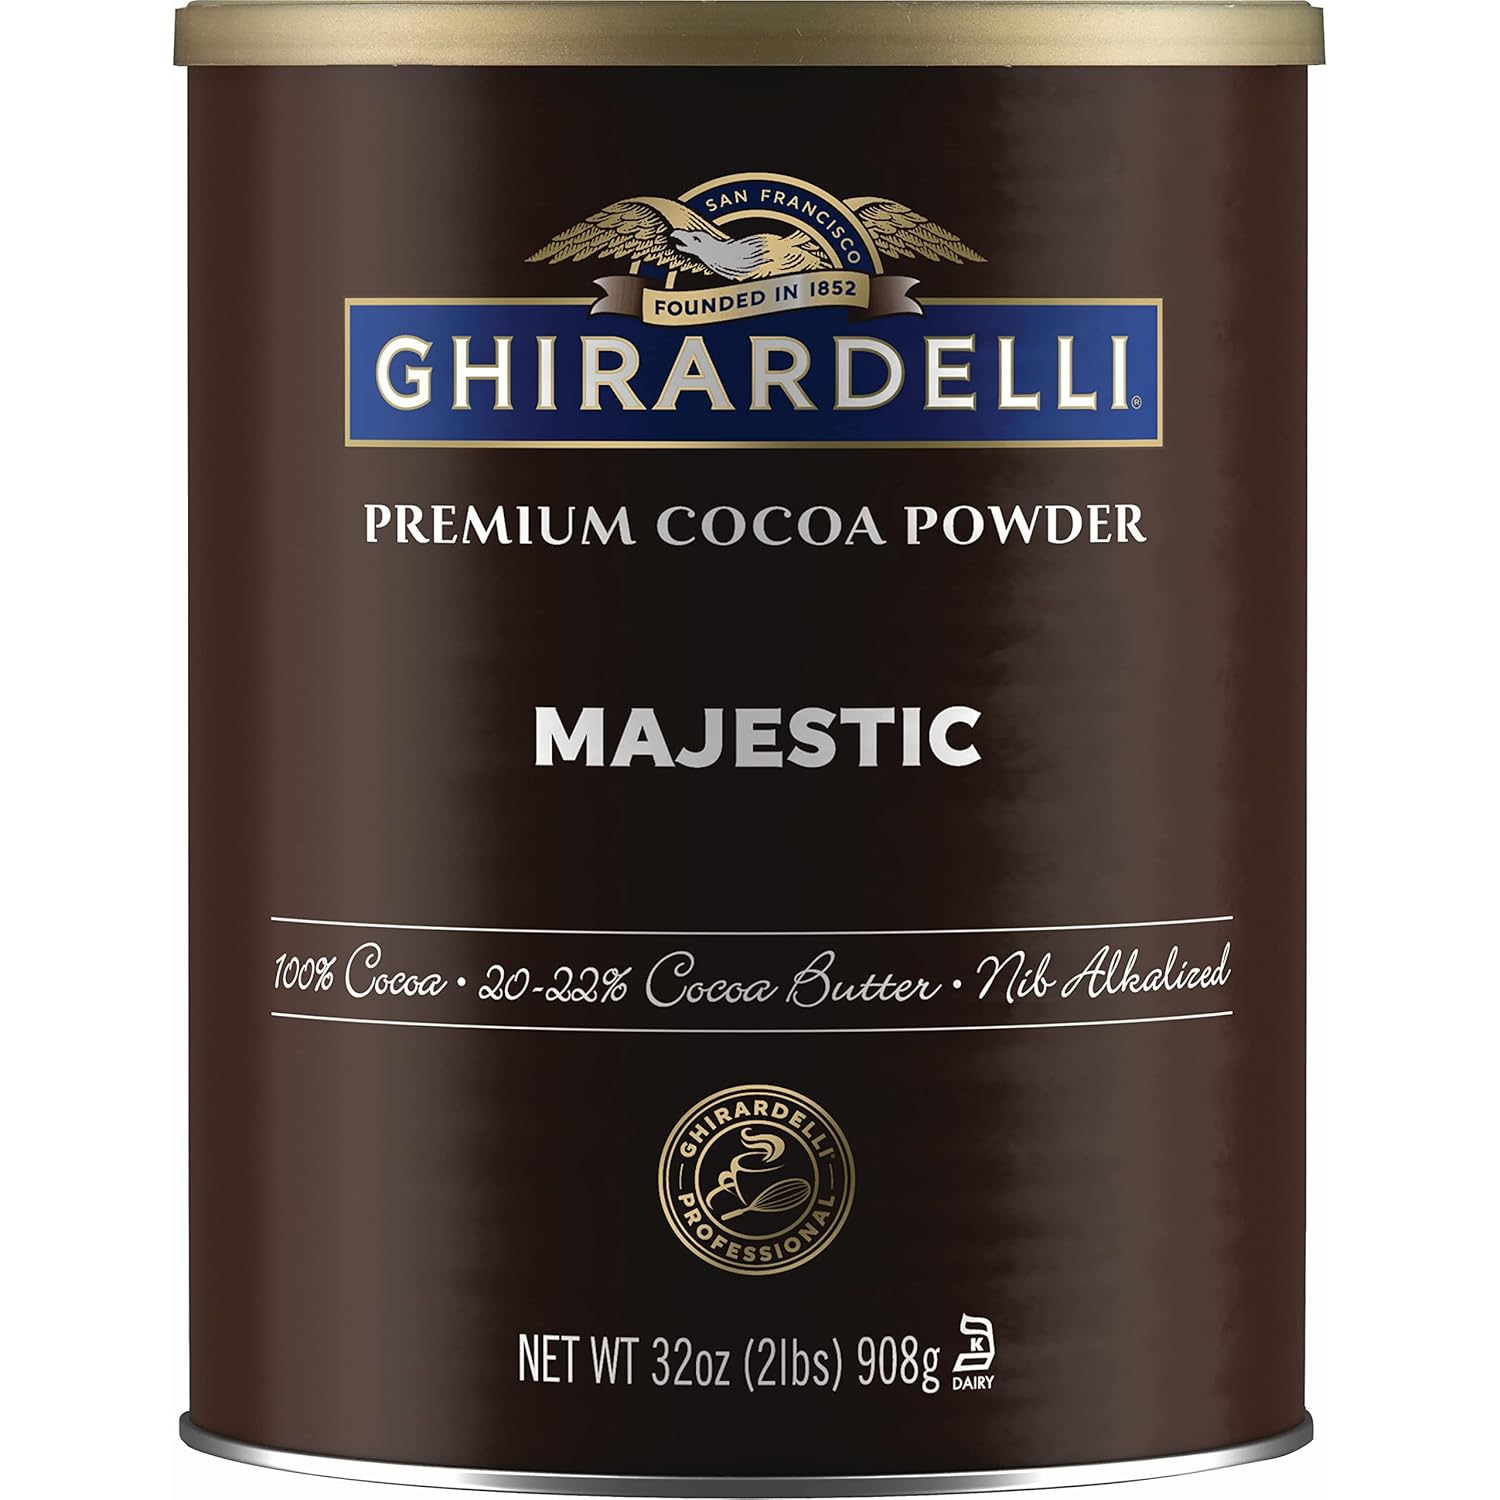 SAN FRANCISCO
FOUNDED IN 1852
GHIRARDELLI®
PREMIUM COCOA POWDER
MAJESTIC
100% Cocoa • 20-22% Cocoa Butter • Nib Alkalized
GHIRARDELLI®
PROFESSIONAL
NET WT 32oz (2lbs) 908g
K
DAIRY